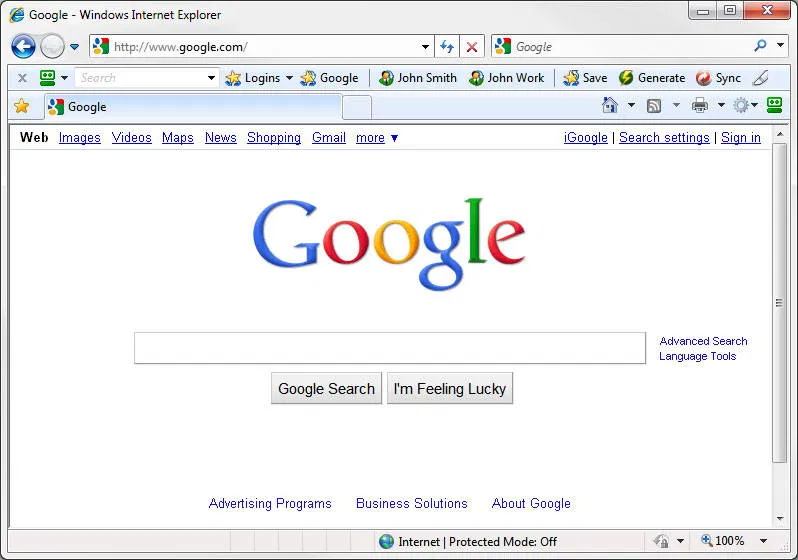 Google - Windows Internet Explorer
http://www.google.com/ Google
x Search Logins Google John Smith John Work Save Generate Sync
Google
Web Images Videos Maps News Shopping Gmail more ▼ iGoogle | Search settings | Sign in
Google
Advanced Search
Language Tools
Google Search I'm Feeling Lucky
Advertising Programs Business Solutions About Google
Internet | Protected Mode: Off 100%